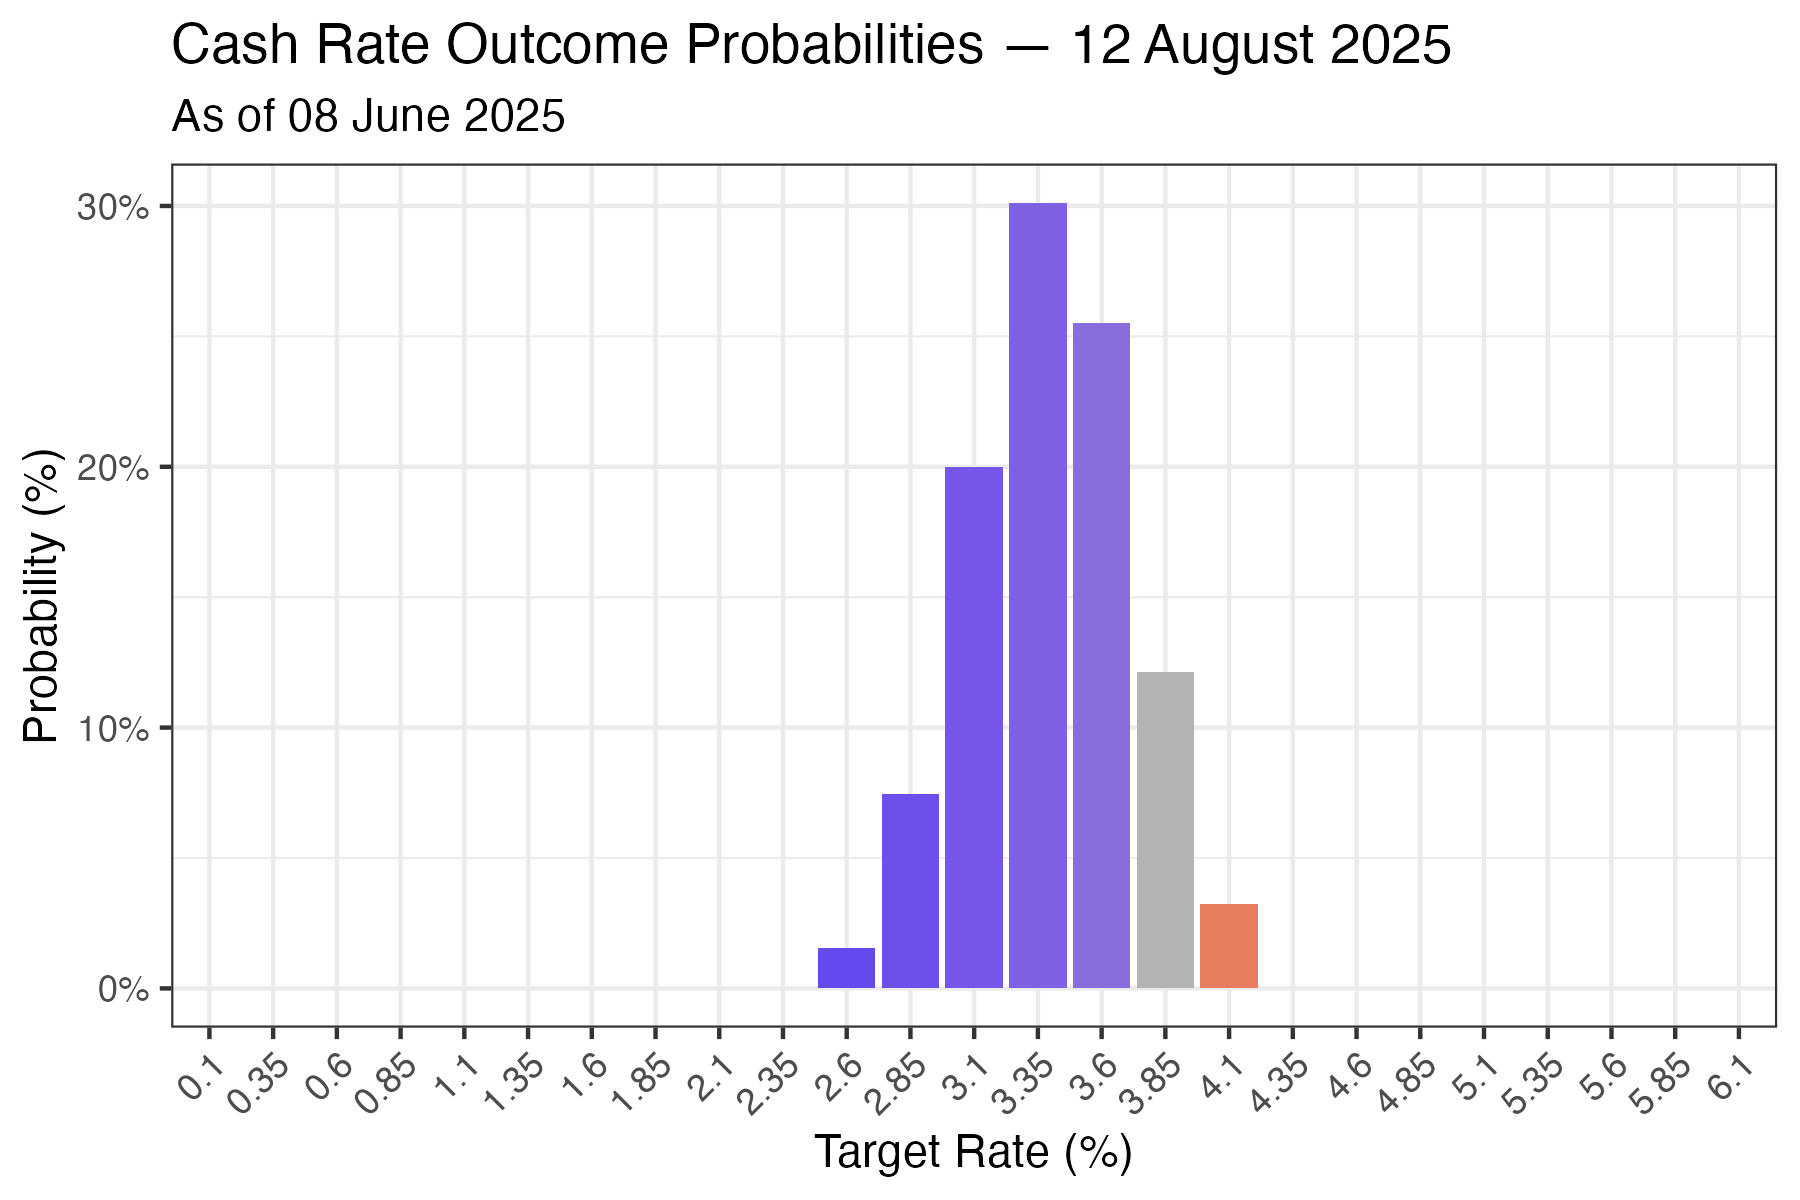 Cash Rate Outcome Probabilities — 12 August 2025
As of 08 June 2025
Probability (%)
30%
20%
10%
0%
0.1 0.35 0.6 0.85 1.1 1.35 1.6 1.85 2.1 2.35 2.6 2.85 3.1 3.35 3.6 3.85 4.1 4.35 4.6 4.85 5.1 5.35 5.6 5.85 6.1
Target Rate (%)